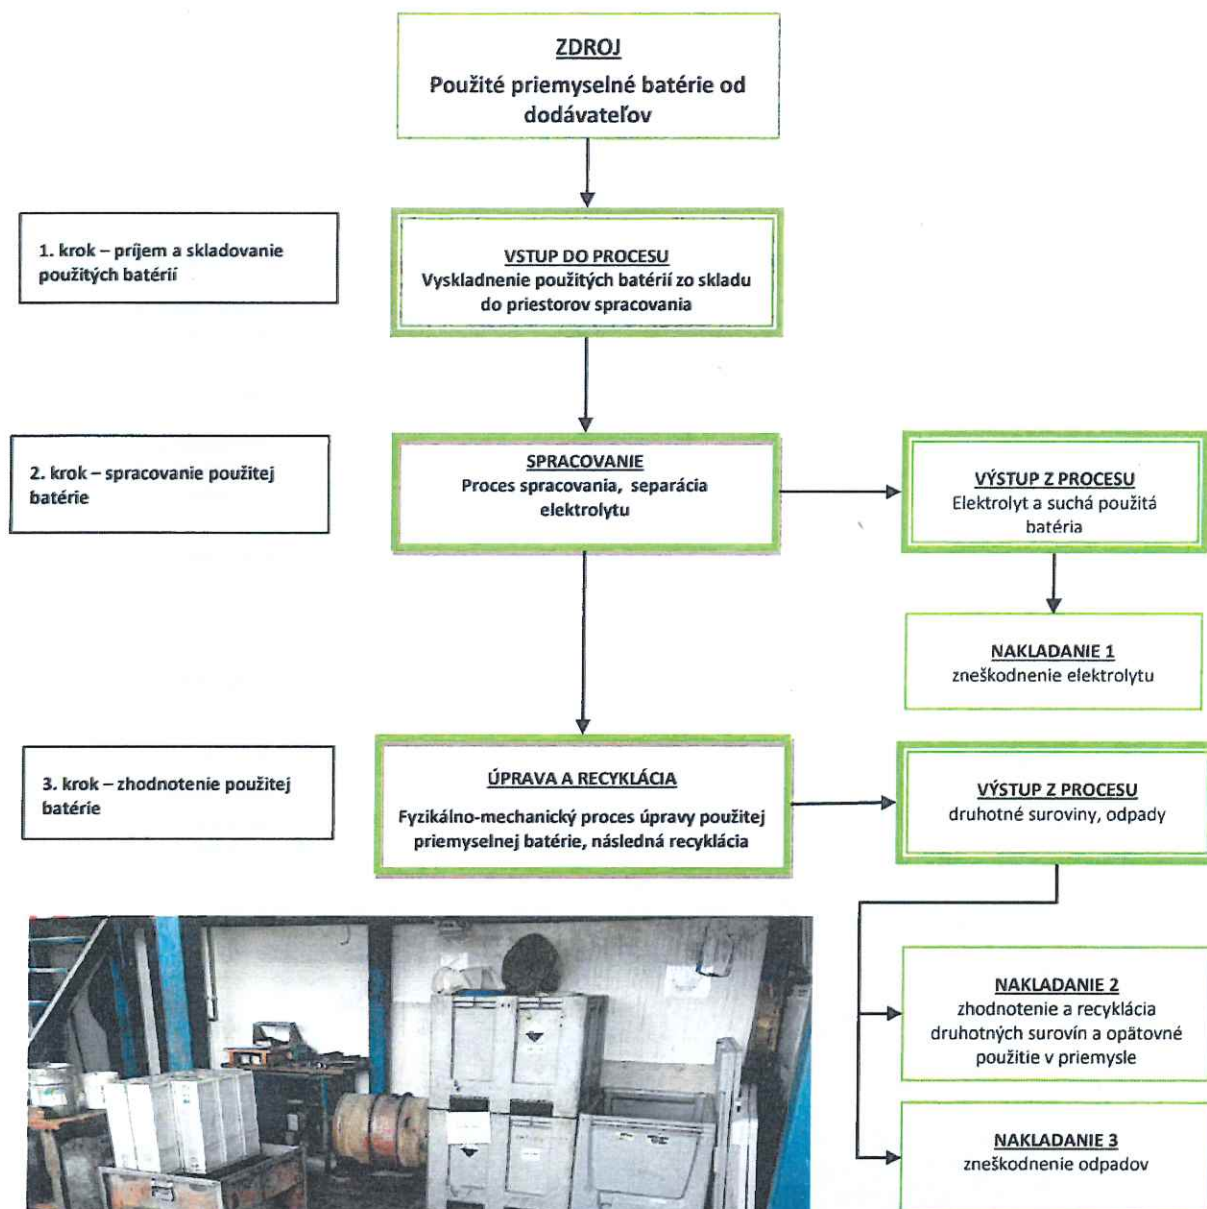 ZDROJ
Použité priemyselné batérie od
dodávateľov
1. krok – príjem a skladovanie
použitých batérií
VSTUP DO PROCESU
Vyskladnenie použitých batérií zo skladu
do priestorov spracovania
2. krok – spracovanie použitej
batérie
SPRACOVANIE
Proces spracovania, separácia
elektrolytu
VÝSTUP Z PROCESU
Elektrolyt a suchá použitá
batéria
NAKLADANIE 1
zneškodnenie elektrolytu
3. krok – zhodnotenie použitej
batérie
ÚPRAVA A RECYKLÁCIA
Fyzikálno-mechanický proces úpravy použitej
priemyselnej batérie, následná recyklácia
VÝSTUP Z PROCESU
druhotné suroviny, odpady
NAKLADANIE 2
zhodnotenie a recyklácia
druhotných surovín a opätovné
použitie v priemysle
NAKLADANIE 3
zneškodnenie odpadov